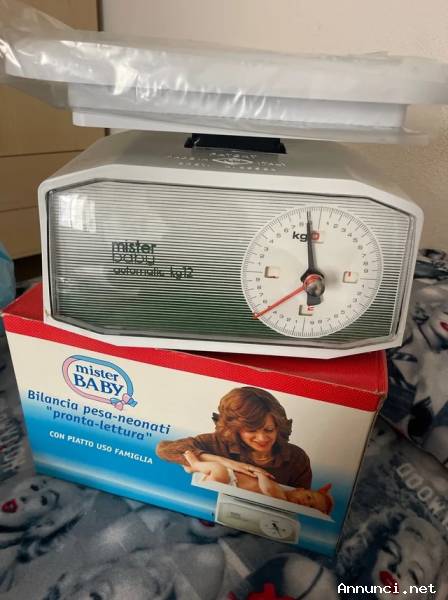 mister
baby
automatic kg12
kg
mister
BABY
Bilancia pesa-neonati
"pronta-lettura"
CON PIATTO USO FAMIGLIA
Annunci.net